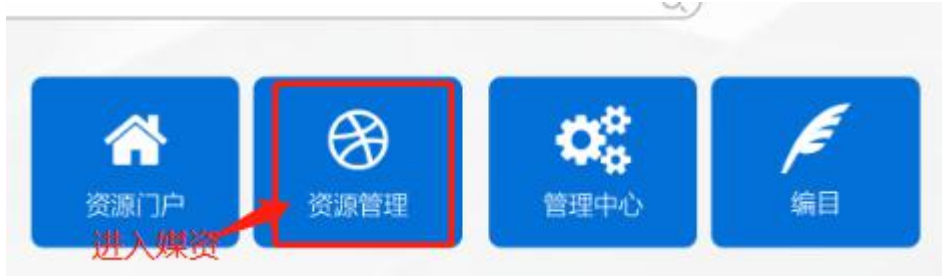 资源门户
资源管理
管理中心
编目
进入媒资